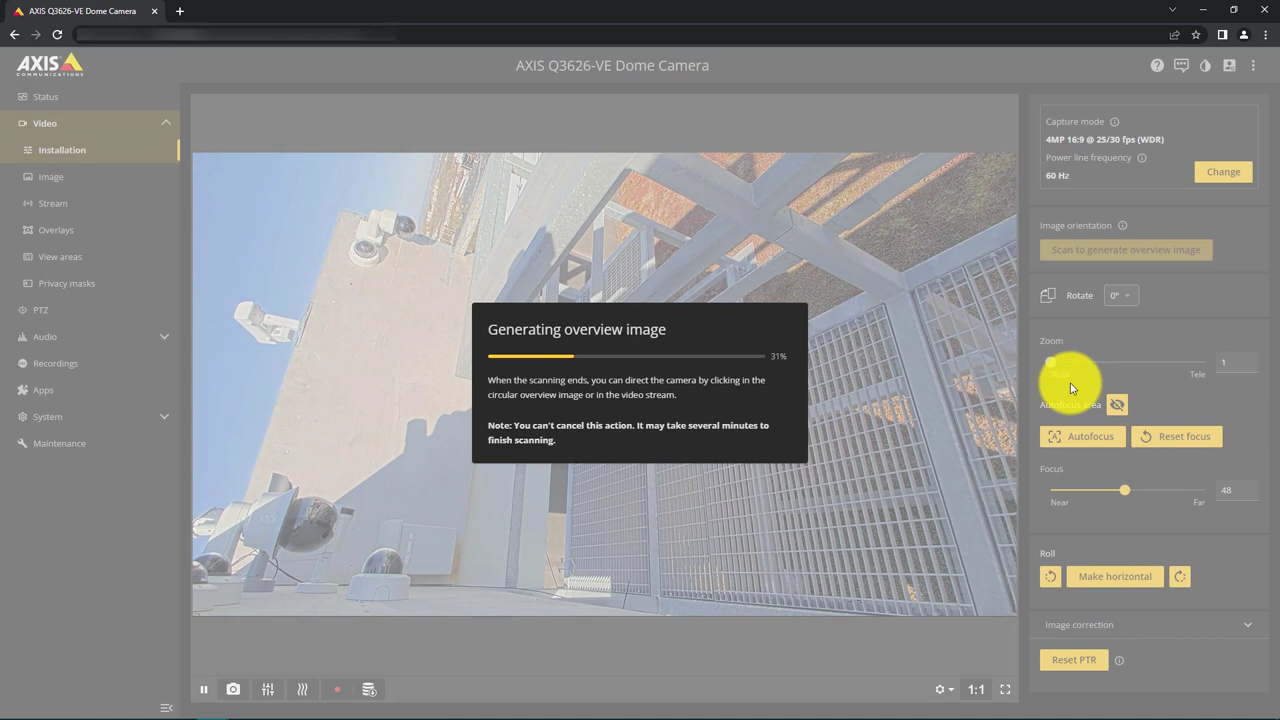 AXIS Q3626-VE Dome Camera
AXIS
COMMUNICATIONS
AXIS Q3626-VE Dome Camera
Status
Video
Installation
Image
Stream
Overlays
View areas
Privacy masks
PTZ
Audio
Recordings
Apps
System
Maintenance
Generating overview image
31%
When the scanning ends, you can direct the camera by clicking in the
circular overview image or in the video stream.
Note: You can't cancel this action. It may take several minutes to
finish scanning.
1:1
Capture mode
4MP 16:9 @ 25/30 fps (WDR)
Power line frequency
60 Hz
Change
Image orientation
Scan to generate overview image
Rotate 0°
Zoom
1
Wide Tele
Autofocus area
Autofocus Reset focus
Focus
48
Near Far
Roll
Make horizontal
Image correction
Reset PTR